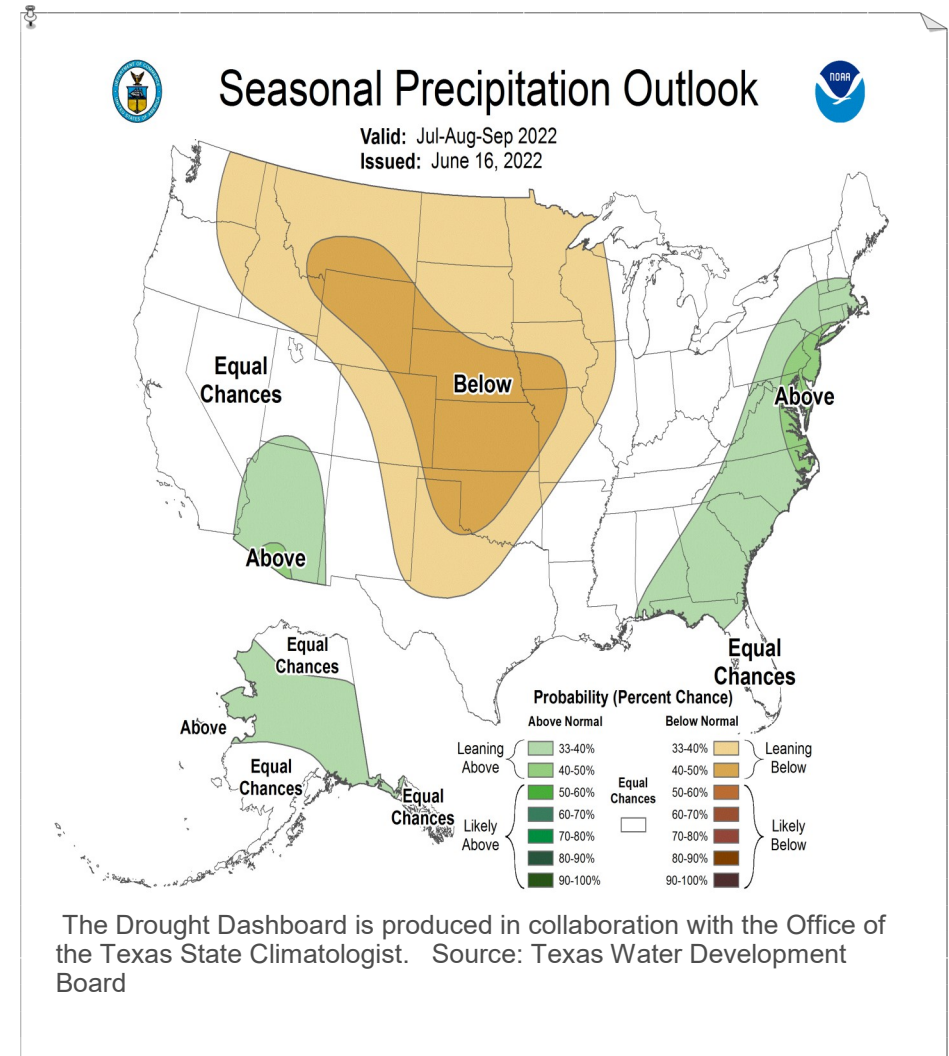 NOAA
Seasonal Precipitation Outlook
Valid: Jul-Aug-Sep 2022
Issued: June 16, 2022
Equal
Chances
Below
Above
Above
Equal
Chances
Equal
Chances
Above
Equal
Chances
Equal
Chances
Probability (Percent Chance)
Above Normal
Below Normal
Leaning
Above
33-40%
40-50%
50-60%
60-70%
70-80%
80-90%
90-100%
Likely
Above
Equal
Chances
33-40%
40-50%
50-60%
60-70%
70-80%
80-90%
90-100%
Leaning
Below
Likely
Below
The Drought Dashboard is produced in collaboration with the Office of
the Texas State Climatologist. Source: Texas Water Development
Board